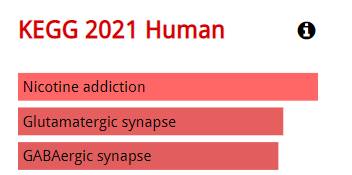 KEGG 2021 Human
Nicotine addiction
Glutamatergic synapse
GABAergic synapse